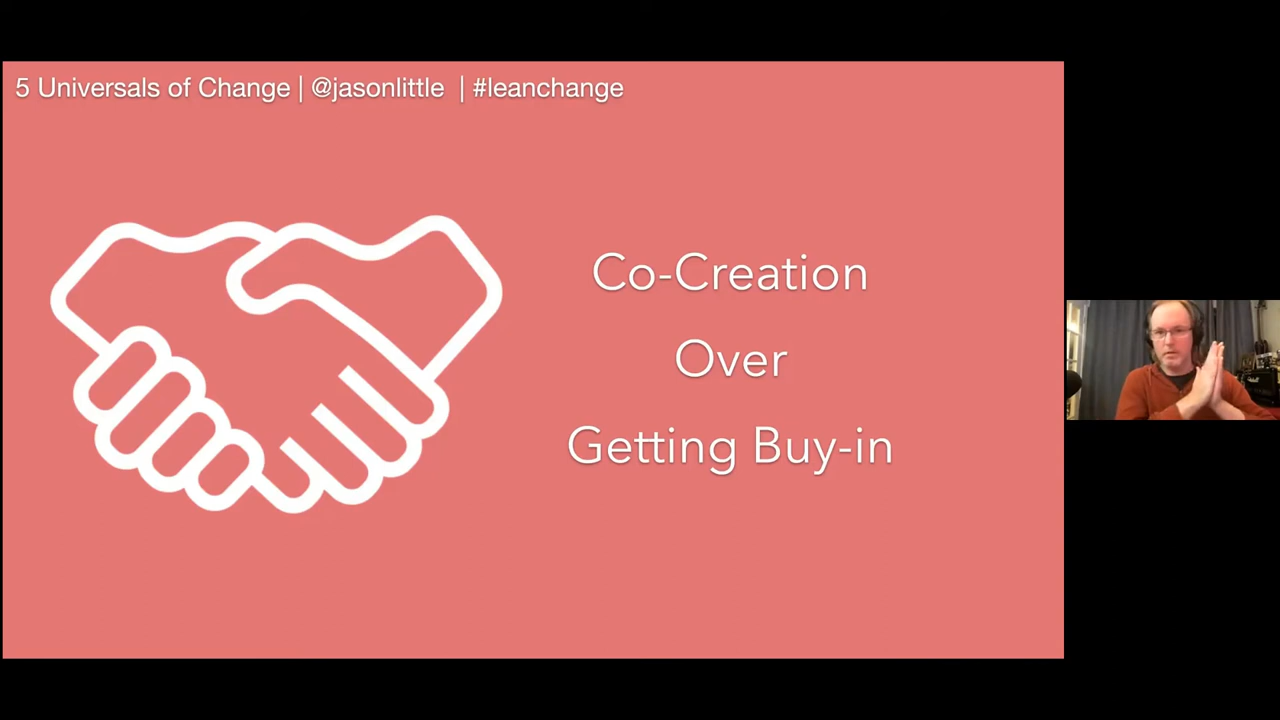 5 Universals of Change | @jasonlittle | #leanchange
Co-Creation
Over
Getting Buy-in